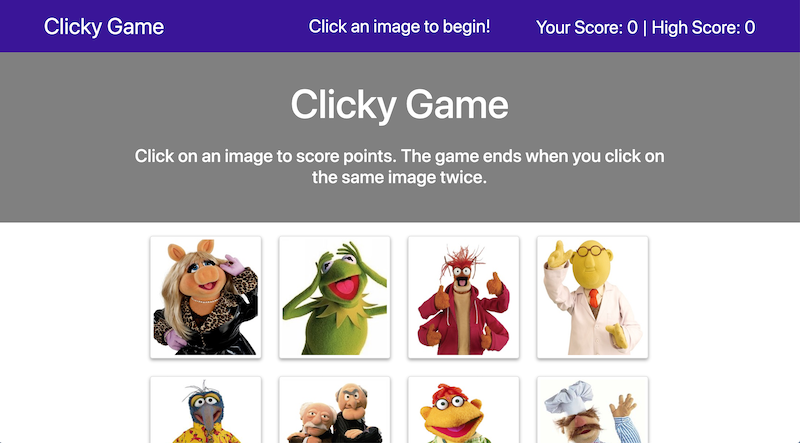 Clicky Game
Click an image to begin!
Your Score: 0 | High Score: 0
Clicky Game
Click on an image to score points. The game ends when you click on
the same image twice.